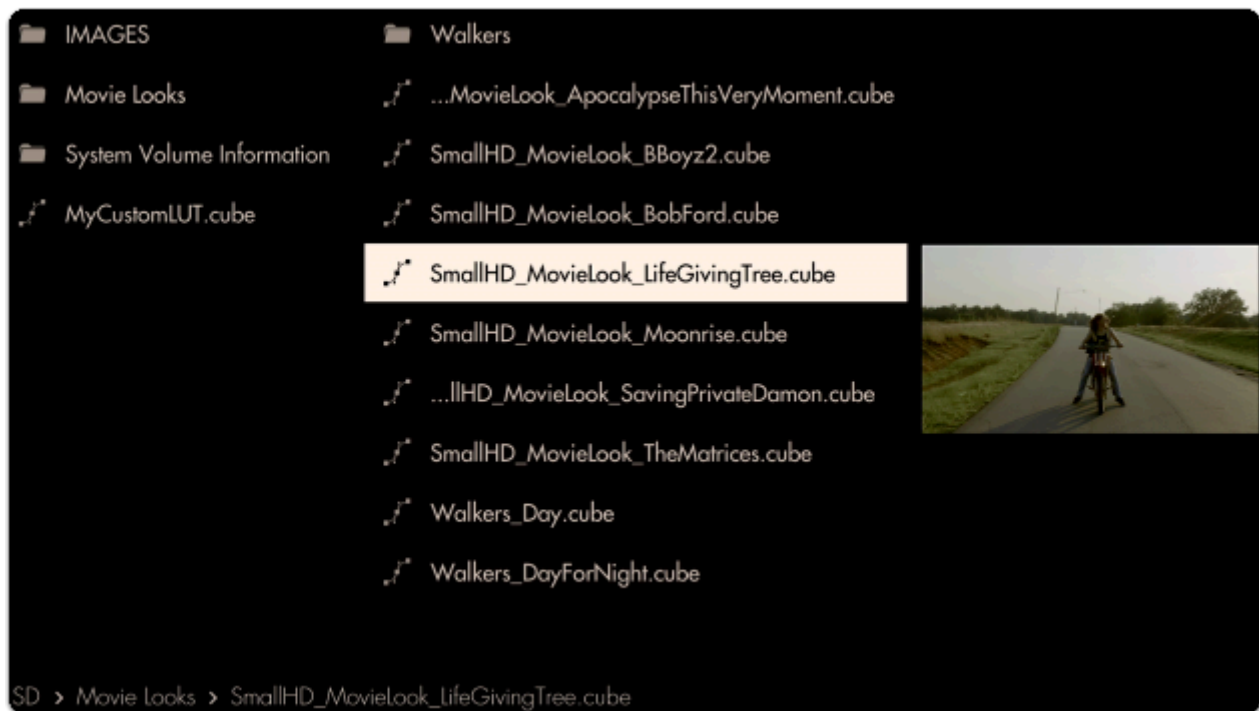 IMAGES
Movie Looks
System Volume Information
MyCustomLUT.cube
Walkers
...MovieLook_ApocalypseThisVeryMoment.cube
SmallHD_MovieLook_BBoyz2.cube
SmallHD_MovieLook_BobFord.cube
SmallHD_MovieLook_LifeGivingTree.cube
SmallHD_MovieLook_Moonrise.cube
...llHD_MovieLook_SavingPrivateDamon.cube
SmallHD_MovieLook_TheMatrices.cube
Walkers_Day.cube
Walkers_DayForNight.cube
SD > Movie Looks > SmallHD_MovieLook_LifeGivingTree.cube